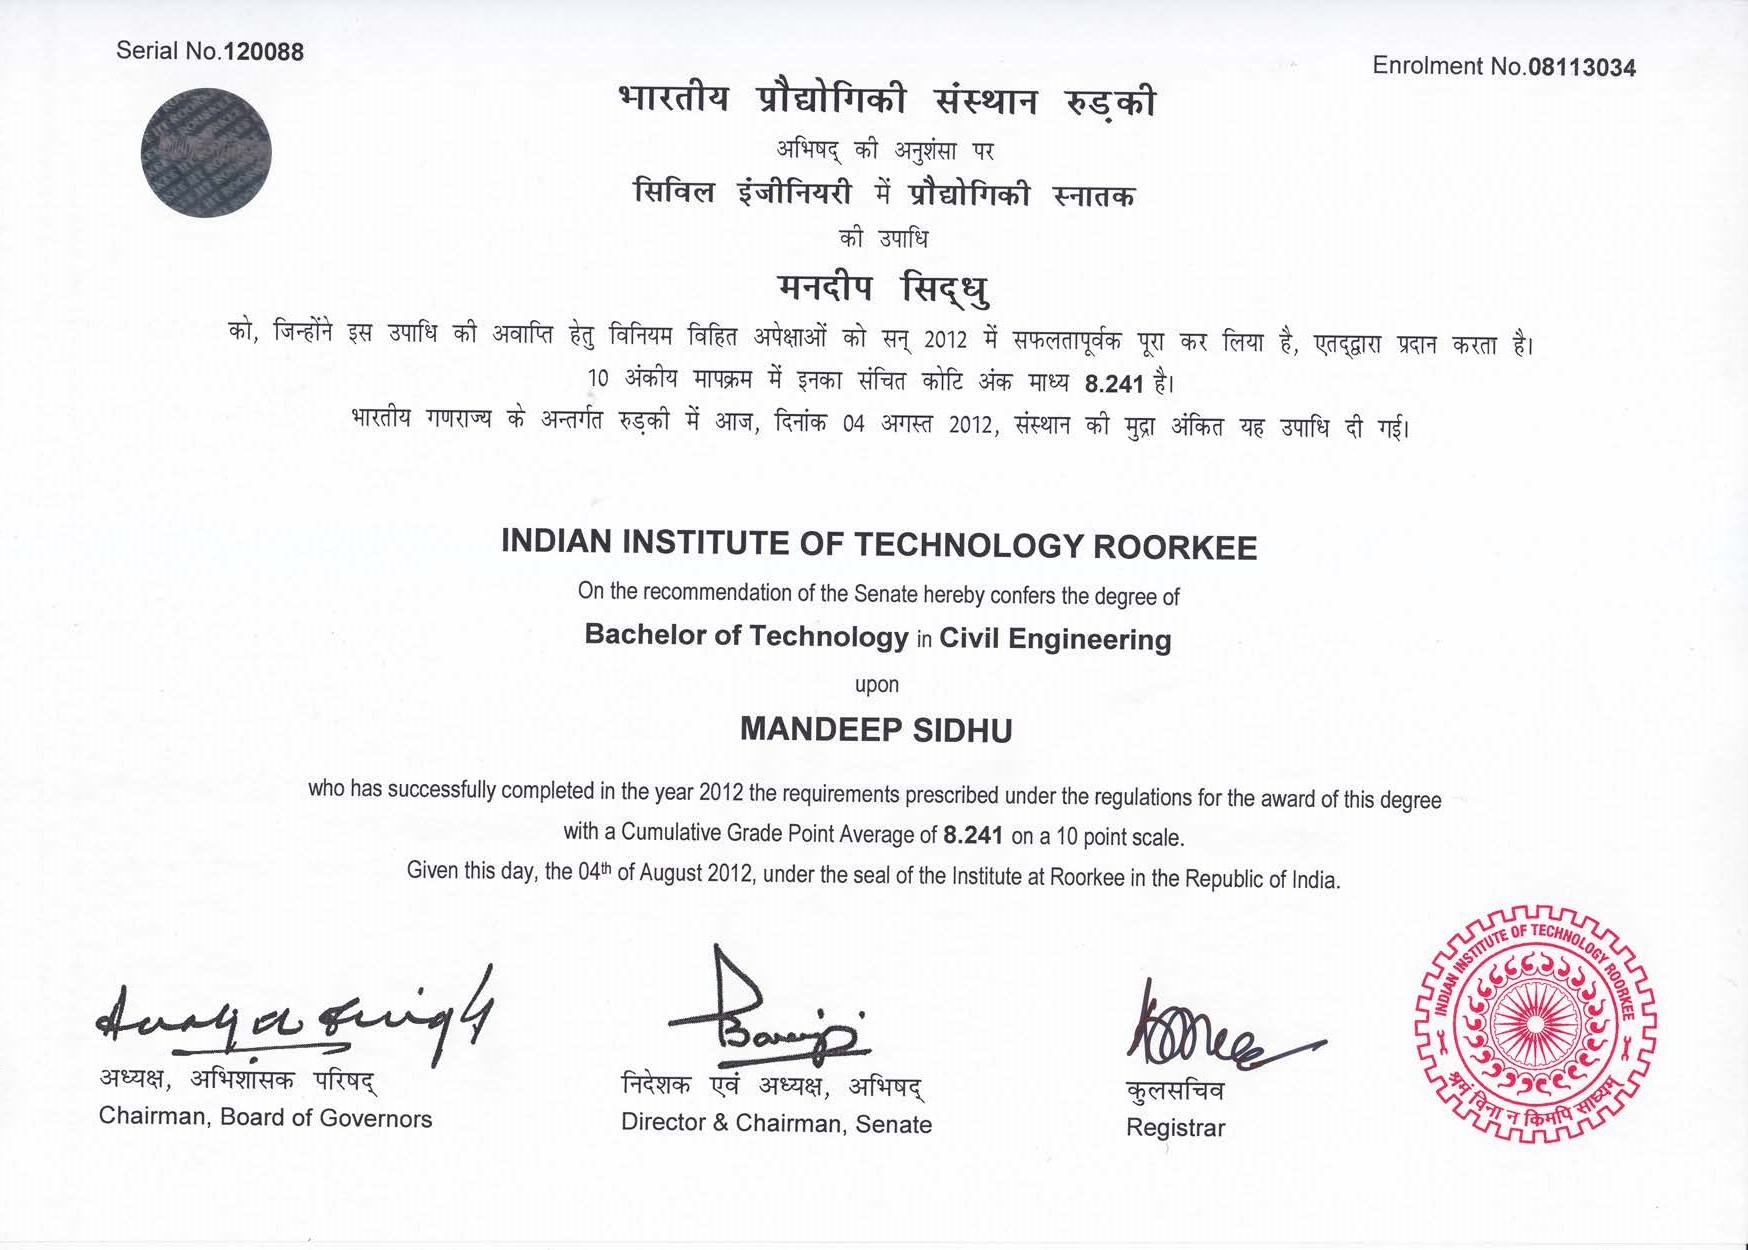 Serial No.120088
Enrolment No.08113034
भारतीय प्रौद्योगिकी संस्थान रुड़की
अभिषद् की अनुशंसा पर
सिविल इंजीनियरी में प्रौद्योगिकी स्नातक
की उपाधि
मनदीप सिद्धु
को, जिन्होंने इस उपाधि की अवाप्ति हेतु विनियम विहित अपेक्षाओं को सन् 2012 में सफलतापूर्वक पूरा कर लिया है, एतद्द्वारा प्रदान करता है।
10 अंकीय मापक्रम में इनका संचित कोटि अंक माध्य 8.241 है।
भारतीय गणराज्य के अन्तर्गत रुड़की में आज, दिनांक 04 अगस्त 2012, संस्थान की मुद्रा अंकित यह उपाधि दी गई।
INDIAN INSTITUTE OF TECHNOLOGY ROORKEE
On the recommendation of the Senate hereby confers the degree of
Bachelor of Technology in Civil Engineering
upon
MANDEEP SIDHU
who has successfully completed in the year 2012 the requirements prescribed under the regulations for the award of this degree
with a Cumulative Grade Point Average of 8.241 on a 10 point scale.
Given this day, the 04th of August 2012, under the seal of the Institute at Roorkee in the Republic of India.
अध्यक्ष, अभिशासक परिषद्
Chairman, Board of Governors
निदेशक एवं अध्यक्ष, अभिषद्
Director & Chairman, Senate
कुलसचिव
Registrar
INDIAN INSTITUTE OF TECHNOLOGY ROORKEE
श्रमं विना न किमपि साध्यम्